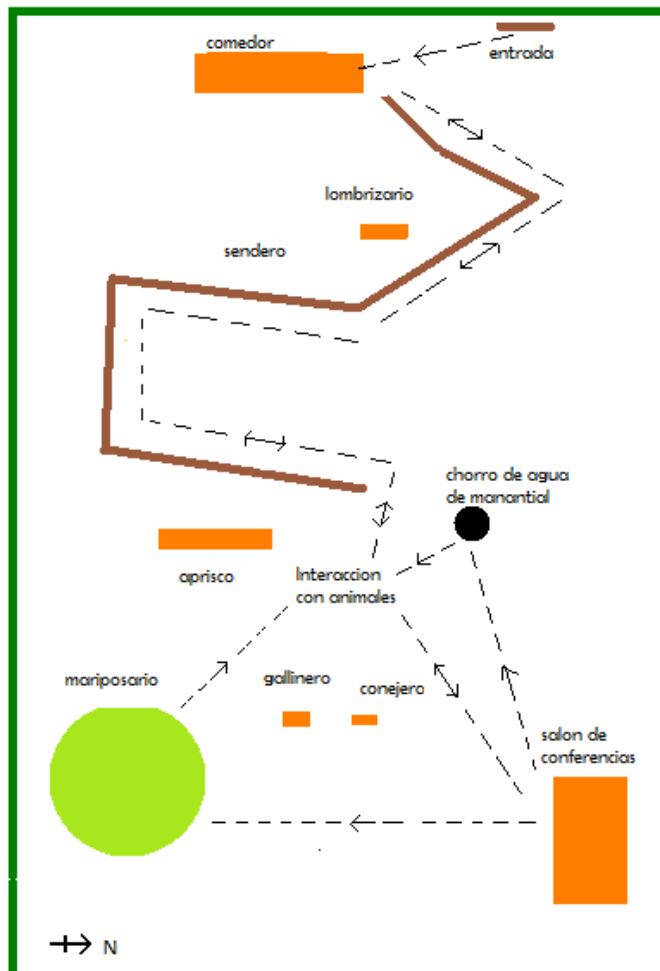 comedor
entrada
lombrizario
sendero
chorro de agua
de manantial
aprisco
Interaccion
con animales
mariposario
gallinero
conejero
salon de
conferencias
N